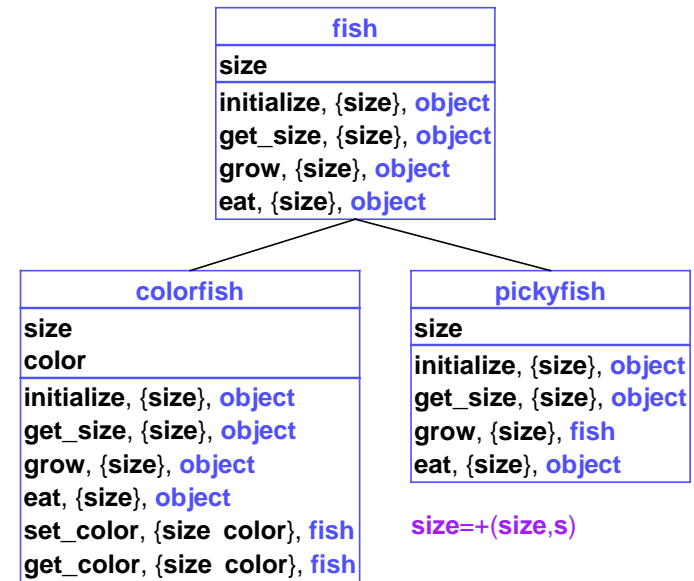 fish
size
initialize, {size}, object
get_size, {size}, object
grow, {size}, object
eat, {size}, object
colorfish
size
color
initialize, {size}, object
get_size, {size}, object
grow, {size}, object
eat, {size}, object
set_color, {size color}, fish
get_color, {size color}, fish
pickyfish
size
initialize, {size}, object
get_size, {size}, object
grow, {size}, fish
eat, {size}, object
size=+(size,s)